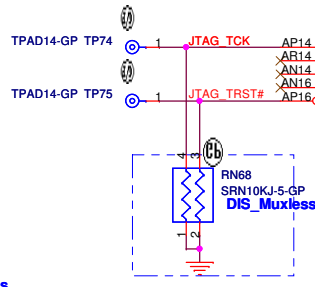 TPAD14-GP TP74
1
JTAG_TCK
AP14
AR14
AN14
AN16
TPAD14-GP TP75
1
JTAG_TRST#
AP16
4
3
RN68
SRN10KJ-5-GP
DIS_Muxless
1
2
s